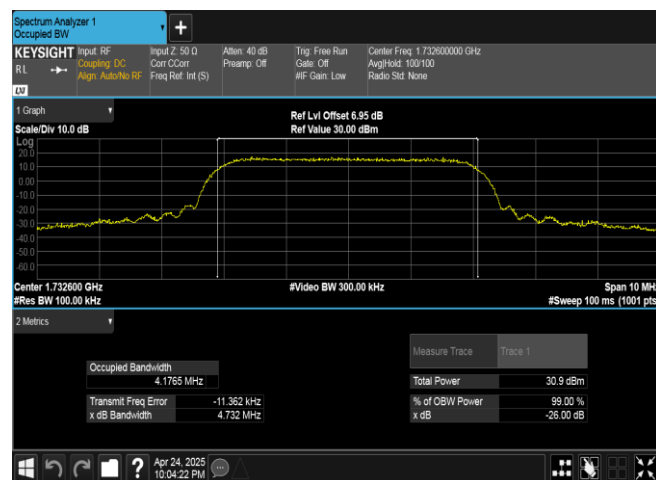 Spectrum Analyzer 1
Occupied BW
+
KEYSIGHT Input: RF Input Z: 50 Ω Atten: 40 dB Trig: Free Run Center Freq: 1.732600000 GHz
RL Coupling: DC Corr CCorr Preamp: Off Gate: Off Avg|Hold: 100/100
Align: Auto/No RF Freq Ref: Int (S) #IF Gain: Low Radio Std: None
LXI
1 Graph
Ref Lvl Offset 6.95 dB
Scale/Div 10.0 dB Ref Value 30.00 dBm
Log
20.0
10.0
0.00
-10.0
-20.0
-30.0
-40.0
-50.0
-60.0
Center 1.732600 GHz #Video BW 300.00 kHz Span 10 MHz
#Res BW 100.00 kHz #Sweep 100 ms (1001 pts
2 Metrics
Measure Trace Trace 1
Occupied Bandwidth
4.1765 MHz Total Power 30.9 dBm
Transmit Freq Error -11.362 kHz % of OBW Power 99.00 %
x dB Bandwidth 4.732 MHz x dB -26.00 dB
? Apr 24, 2025
10:04:22 PM